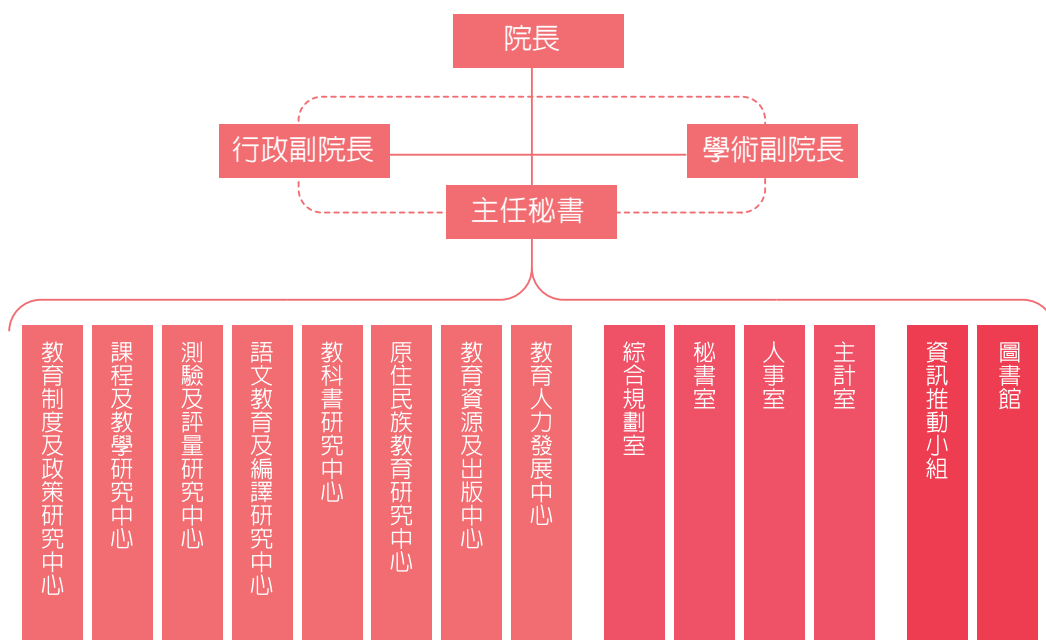 院長
行政副院長
學術副院長
主任秘書
教育制度及政策研究中心
課程及教學研究中心
測驗及評量研究中心
語文教育及編譯研究中心
教科書研究中心
原住民族教育研究中心
教育資源及出版中心
教育人力發展中心
綜合規劃室
秘書室
人事室
主計室
資訊推動小組
圖書館